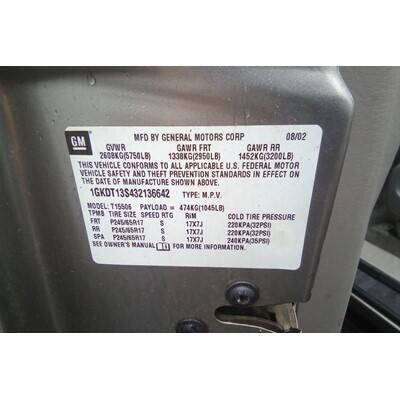 GM
MFD BY GENERAL MOTORS CORP 08/02
GVWR GAWR FRT GAWR RR
2608KG(5750LB) 1338KG(2950LB) 1452KG(3200LB)
THIS VEHICLE CONFORMS TO ALL APPLICABLE U.S. FEDERAL MOTOR
VEHICLE SAFETY AND THEFT PREVENTION STANDARDS IN EFFECT ON
THE DATE OF MANUFACTURE SHOWN ABOVE.
1GKDT13S432136642 TYPE: M.P.V.
MODEL: T15506 PAYLOAD = 474KG(1045LB)
TPMB TIRE SIZE SPEED RTG RIM COLD TIRE PRESSURE
FRT P245/65R17 S 17X7J 220KPA(32PSI)
RR P245/65R17 S 17X7J 220KPA(32PSI)
SPA P245/65R17 S 17X7J 240KPA(35PSI)
SEE OWNER'S MANUAL FOR MORE INFORMATION.